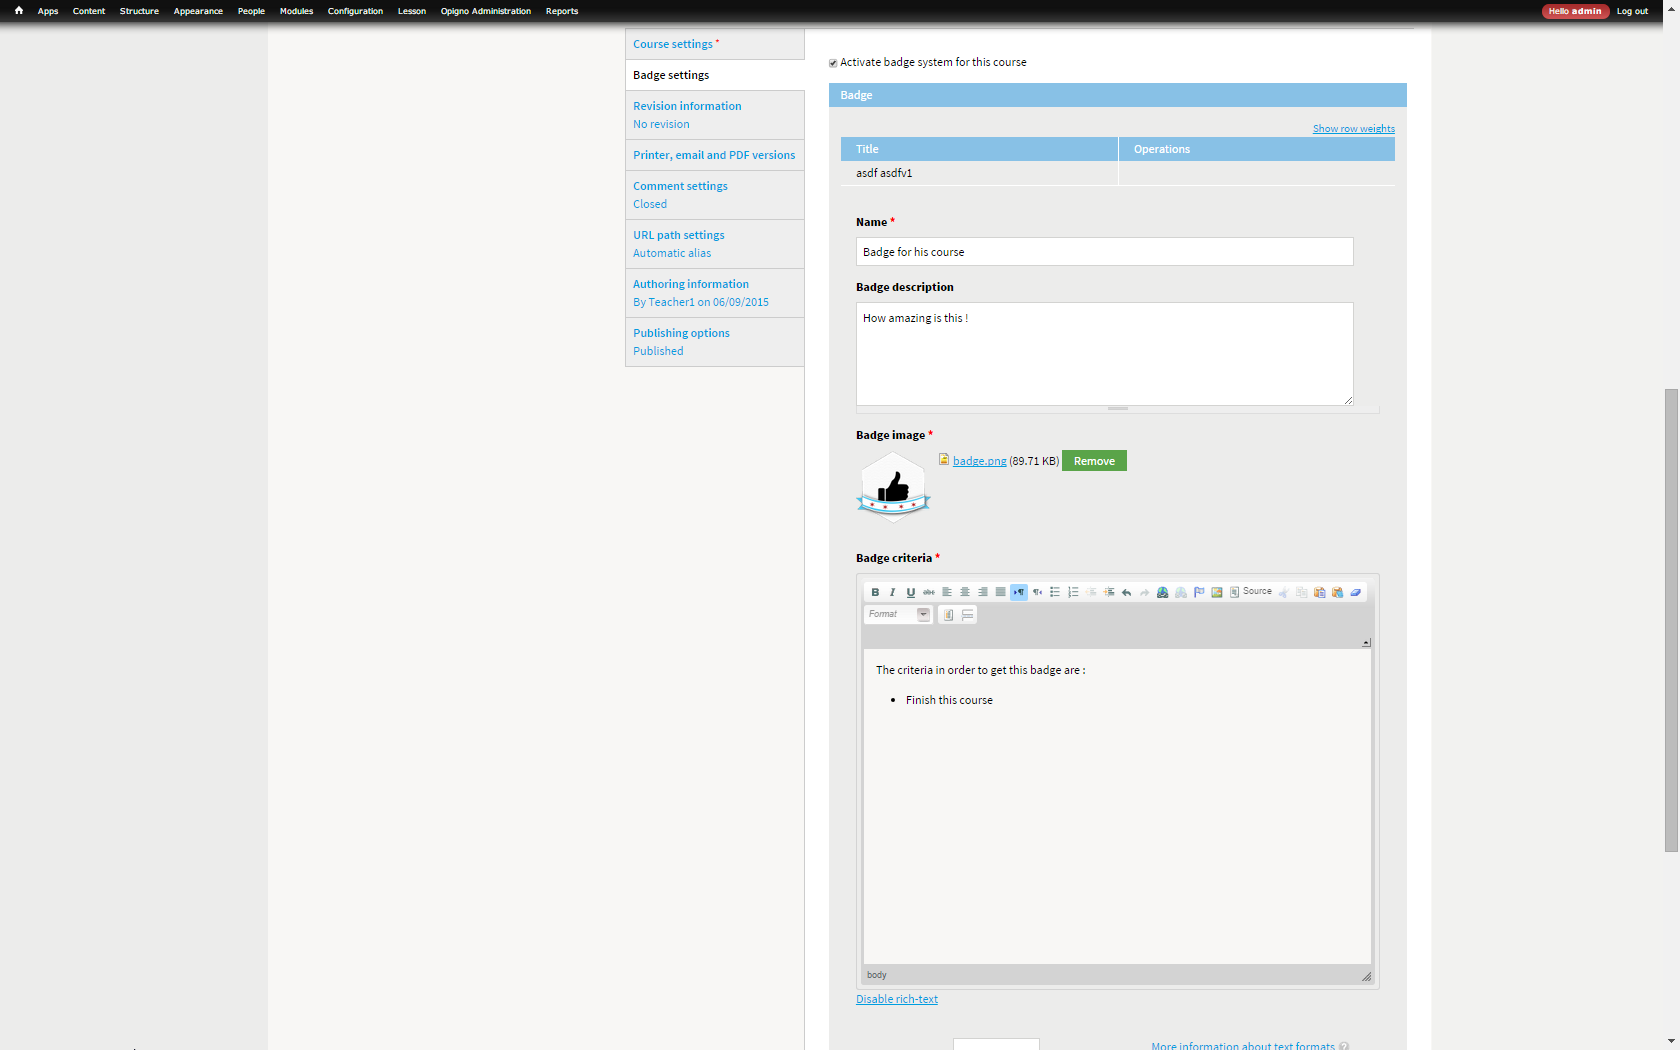 Apps Content Structure Appearance People Modules Configuration Lesson Opigno Administration Reports Hello admin Log out
Course settings *
Badge settings
Revision information
No revision
Printer, email and PDF versions
Comment settings
Closed
URL path settings
Automatic alias
Authoring information
By Teacher1 on 06/09/2015
Publishing options
Published
Activate badge system for this course
Badge
Show row weights
Title Operations
asdf asdfv1
Name *
Badge for his course
Badge description
How amazing is this !
Badge image *
badge.png (89.71 KB) Remove
Badge criteria *
B I U abc Source
Format
The criteria in order to get this badge are :
• Finish this course
body
Disable rich-text
More information about text formats ?